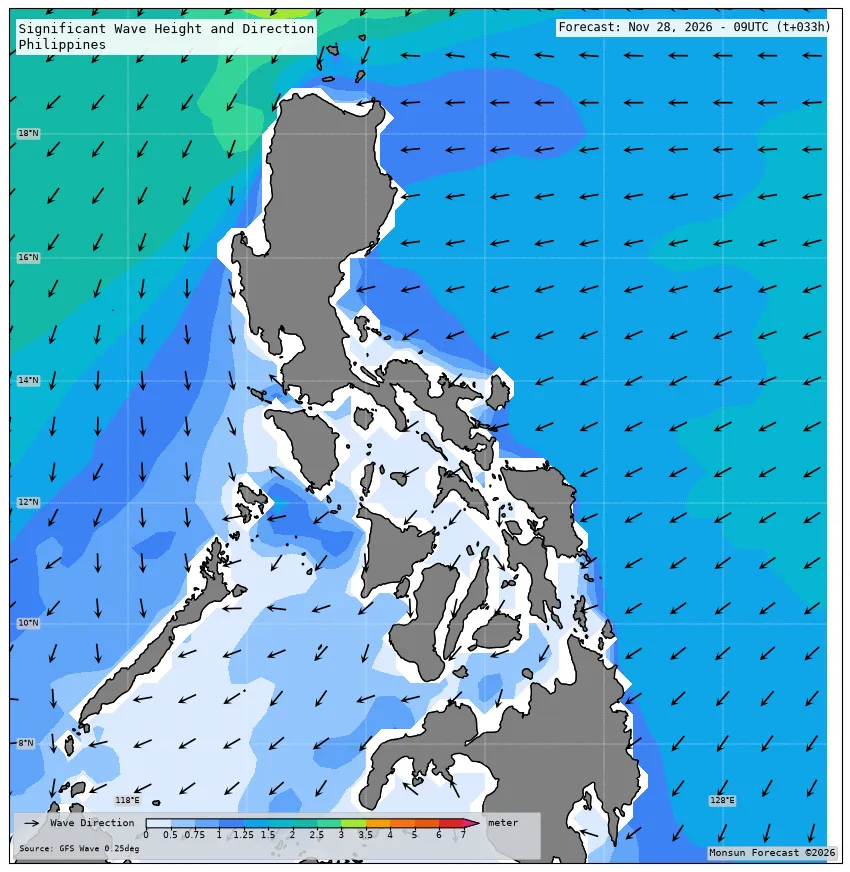 Significant Wave Height and Direction
Philippines
Forecast: Nov 28, 2026 - 09UTC (t+033h)
18°N
16°N
14°N
12°N
10°N
8°N
118°E
128°E
Wave Direction
0 0.5 0.75 1 1.25 1.5 2 2.5 3 3.5 4 5 6 7 meter
Source: GFS Wave 0.25deg
Monsun Forecast ©2026